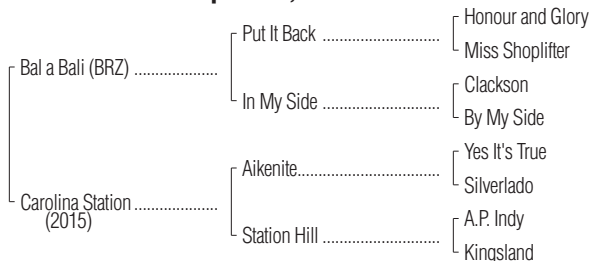 Honour and Glory
Put It Back ..............................
Miss Shoplifter
Bal a Bali (BRZ) .....................
Clackson
In My Side ..............................
By My Side
Yes It's True
Aikenite.....................................
Silverlado
Carolina Station .....................
(2015)
A.P. Indy
Station Hill ..............................
Kingsland